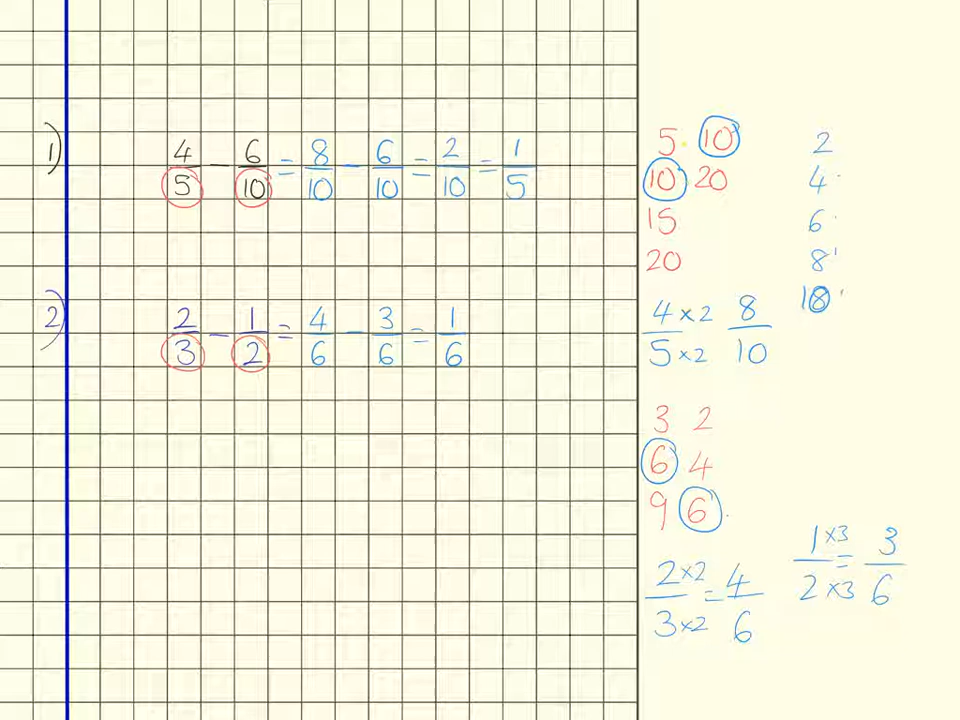 1) 4/5 - 6/10 = 8/10 - 6/10 = 2/10 = 1/5
2) 2/3 - 1/2 = 4/6 - 3/6 = 1/6
5 10
10 20
15
20
2
4
6
8
4 ×2 8
5 ×2 10
3 2
6 4
9 6
2×2/3×2 = 4/6
1×3/2×3 = 3/6